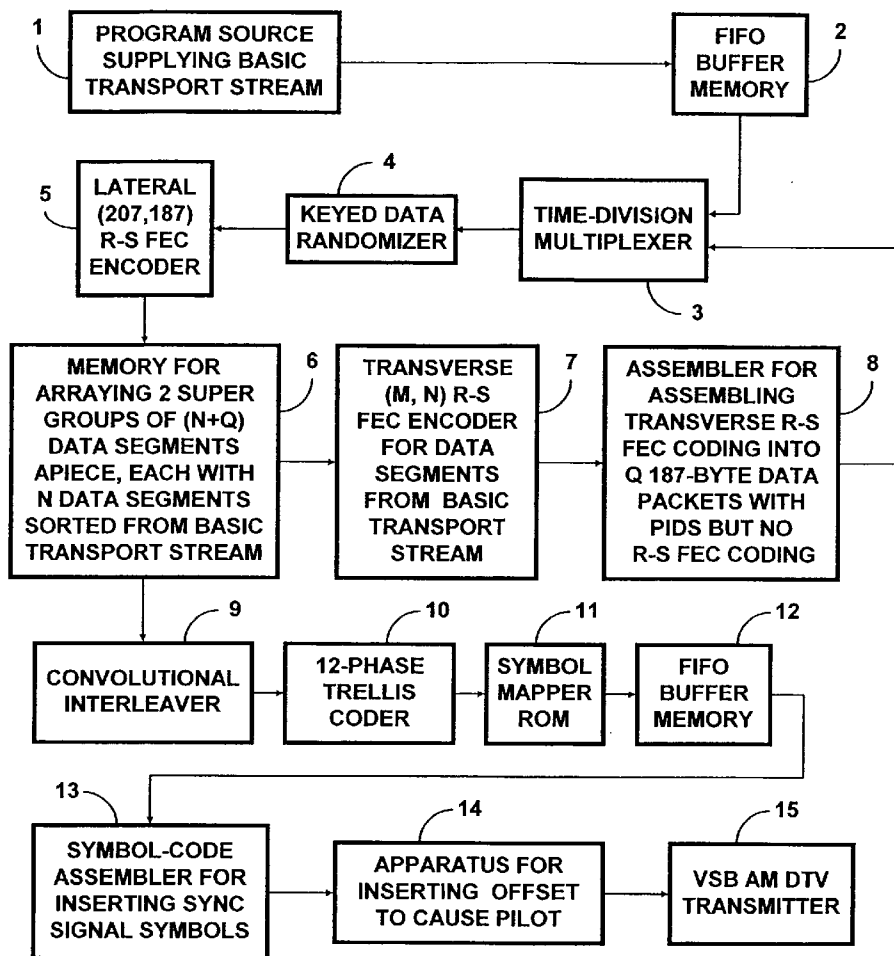 1
PROGRAM SOURCE
SUPPLYING BASIC
TRANSPORT STREAM
2
FIFO
BUFFER
MEMORY
5
LATERAL
(207,187)
R-S FEC
ENCODER
4
KEYED DATA
RANDOMIZER
TIME-DIVISION
MULTIPLEXER
3
6
MEMORY FOR
ARRAYING 2 SUPER
GROUPS OF (N+Q)
DATA SEGMENTS
APIECE, EACH WITH
N DATA SEGMENTS
SORTED FROM BASIC
TRANSPORT STREAM
7
TRANSVERSE
(M, N) R-S
FEC ENCODER
FOR DATA
SEGMENTS
FROM BASIC
TRANSPORT
STREAM
8
ASSEMBLER FOR
ASSEMBLING
TRANSVERSE R-S
FEC CODING INTO
Q 187-BYTE DATA
PACKETS WITH
PIDS BUT NO
R-S FEC CODING
9
CONVOLUTIONAL
INTERLEAVER
10
12-PHASE
TRELLIS
CODER
11
SYMBOL
MAPPER
ROM
12
FIFO
BUFFER
MEMORY
13
SYMBOL-CODE
ASSEMBLER FOR
INSERTING SYNC
SIGNAL SYMBOLS
14
APPARATUS FOR
INSERTING OFFSET
TO CAUSE PILOT
15
VSB AM DTV
TRANSMITTER